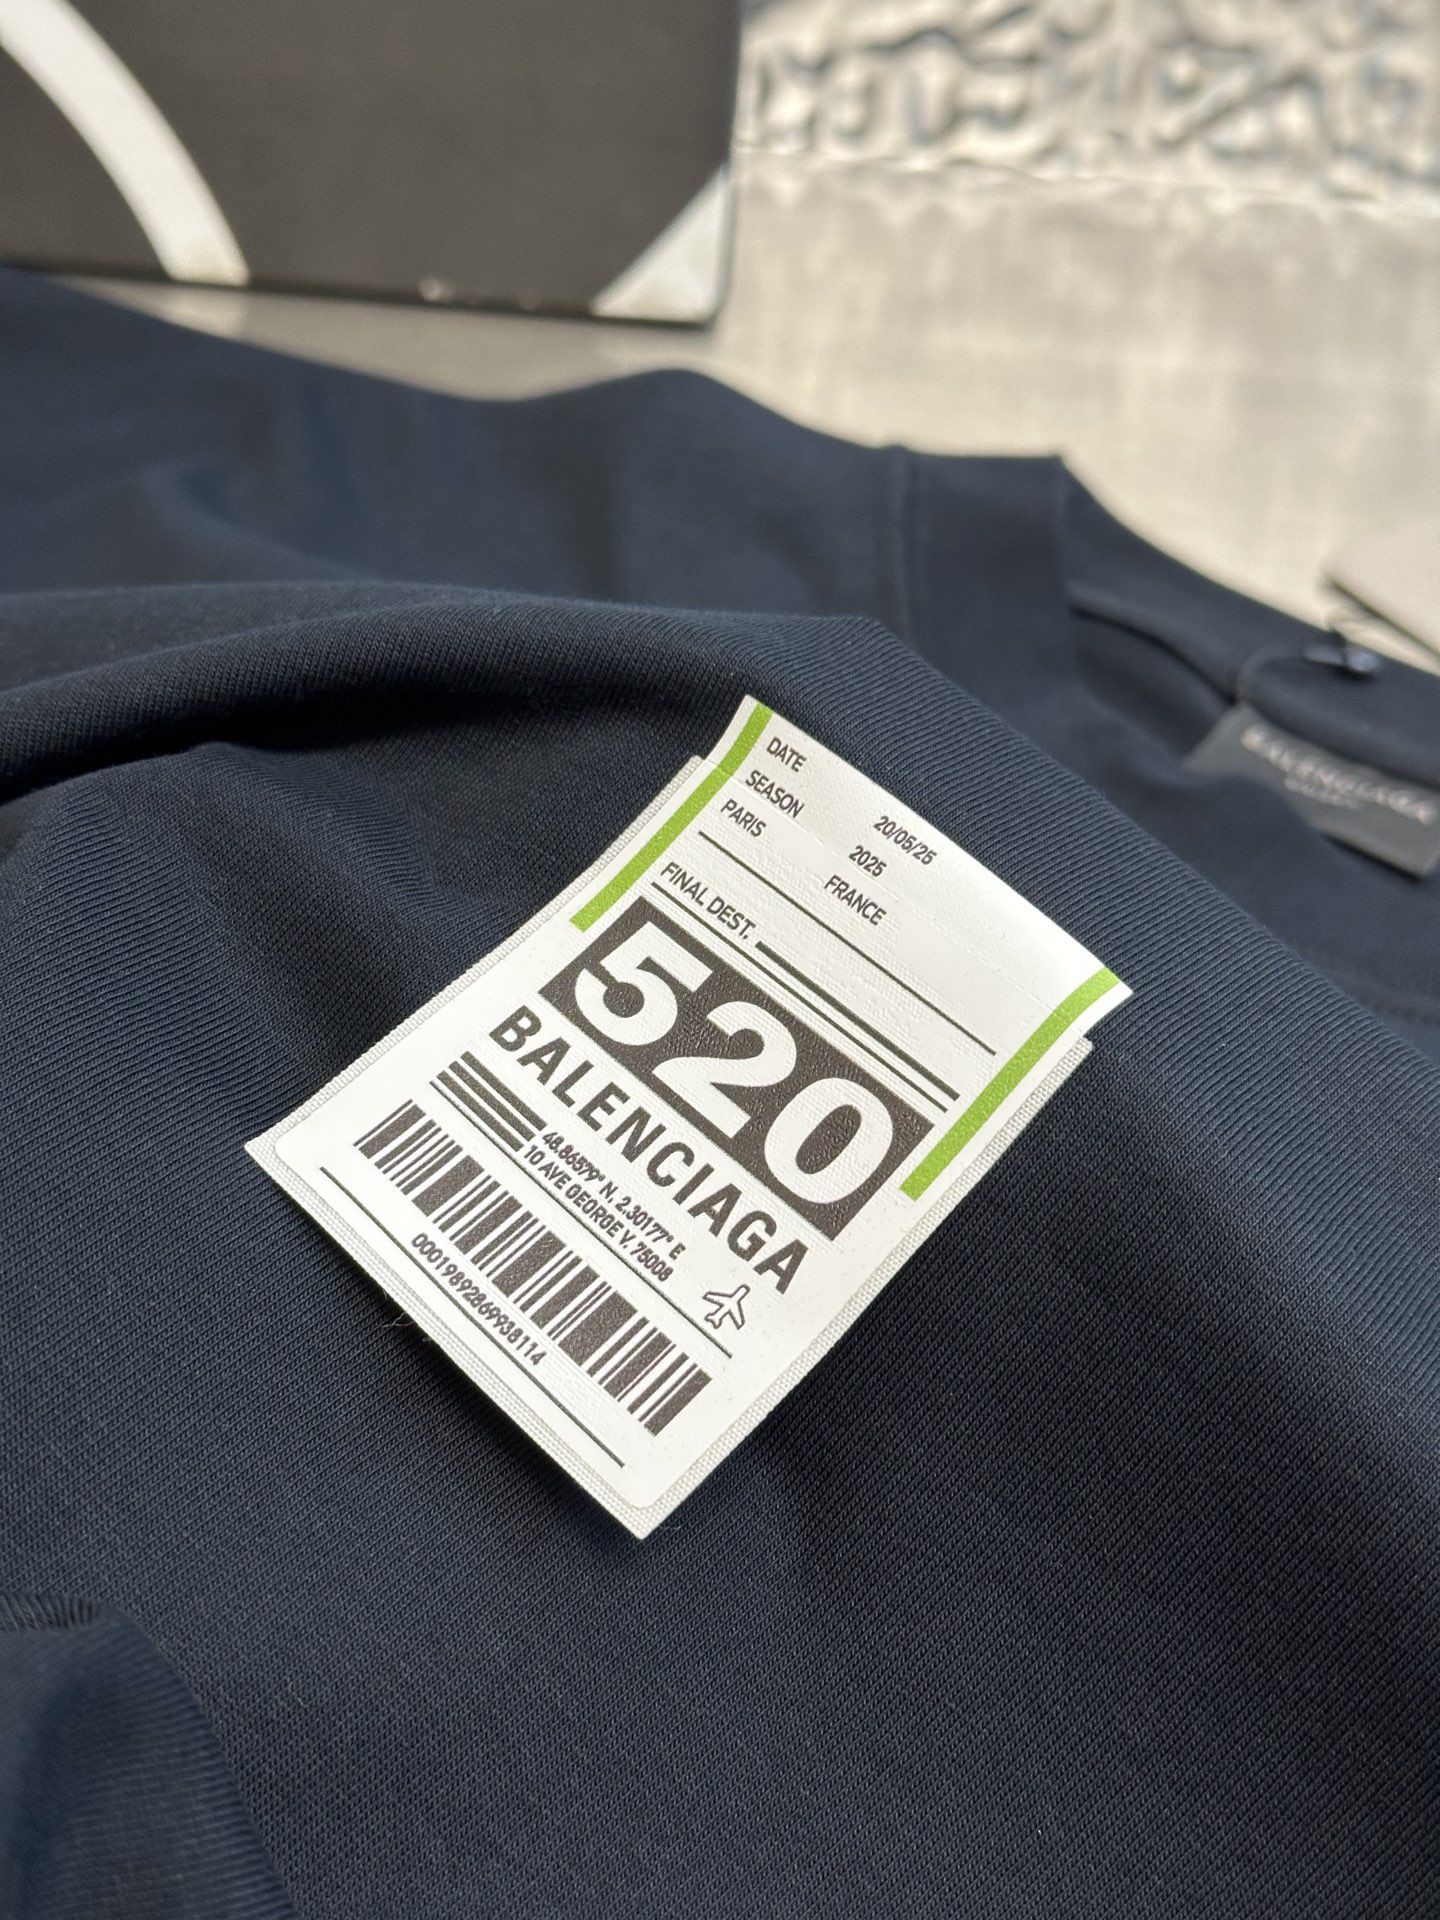 DATE 20/05/25
SEASON 2025
PARIS FRANCE
FINAL DEST.
520
BALENCIAGA
48.86579° N, 2.30177° E
10 AVE GEORGE V, 75008
00019892869938114
BALENCIAGA